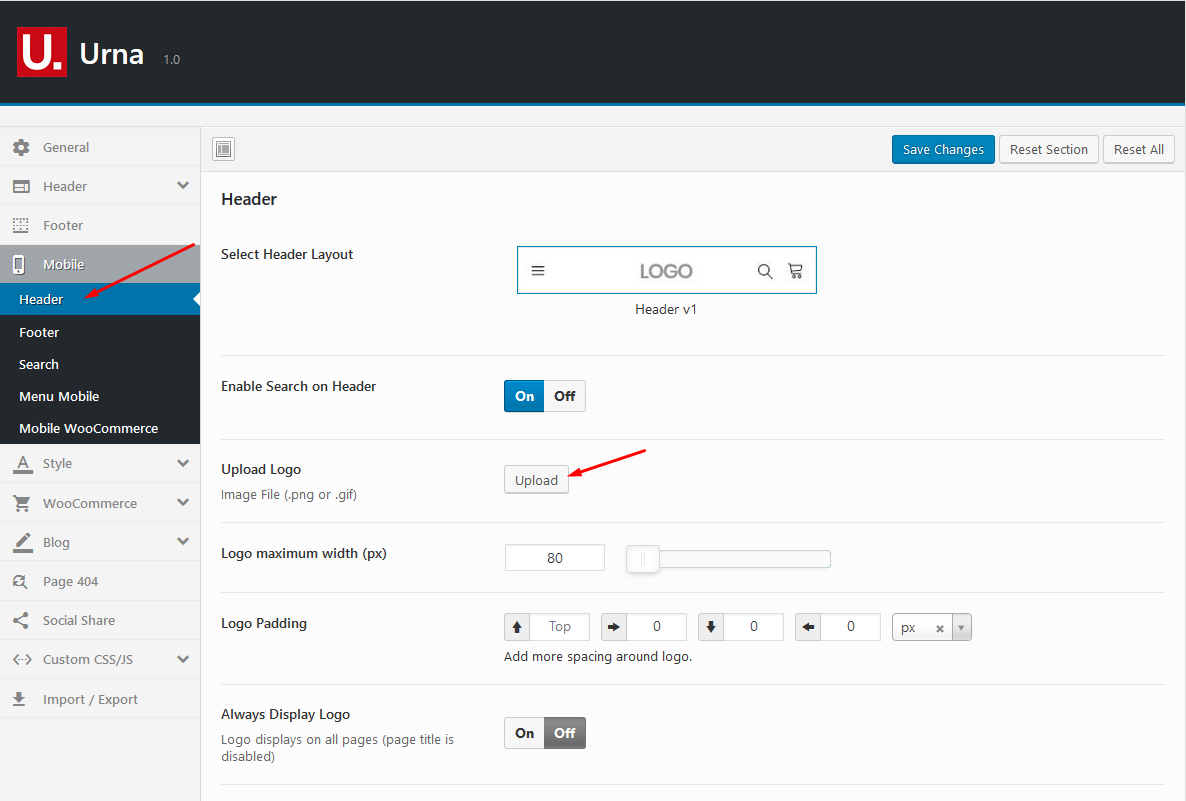 U. Urna 1.0
General
Header
Footer
Mobile
Header
Footer
Search
Menu Mobile
Mobile WooCommerce
Style
WooCommerce
Blog
Page 404
Social Share
Custom CSS/JS
Import / Export
Save Changes Reset Section Reset All
Header
Select Header Layout
LOGO
Header v1
Enable Search on Header
On Off
Upload Logo
Image File (.png or .gif)
Upload
Logo maximum width (px)
80
Logo Padding
Top 0 0 0 px
Add more spacing around logo.
Always Display Logo
Logo displays on all pages (page title is
disabled)
On Off